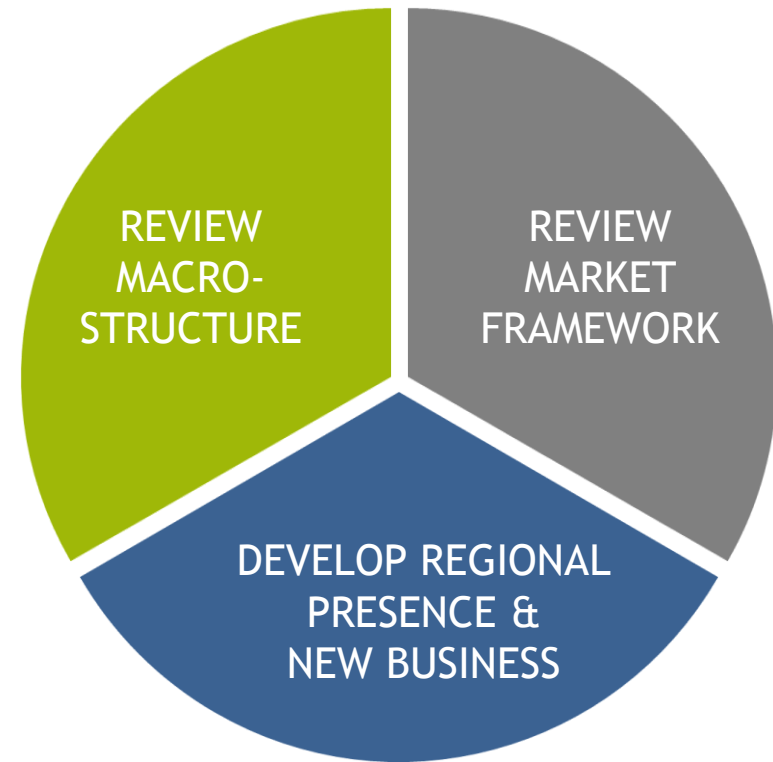 REVIEW
MACRO-
STRUCTURE
REVIEW
MARKET
FRAMEWORK
DEVELOP REGIONAL
PRESENCE &
NEW BUSINESS